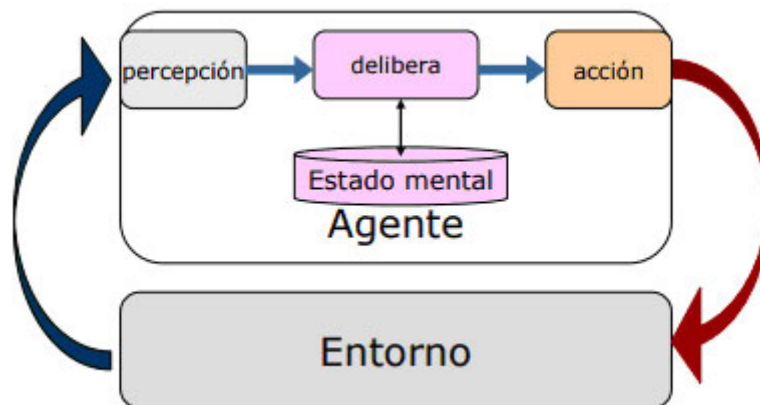 percepción
delibera
acción
Estado mental
Agente
Entorno